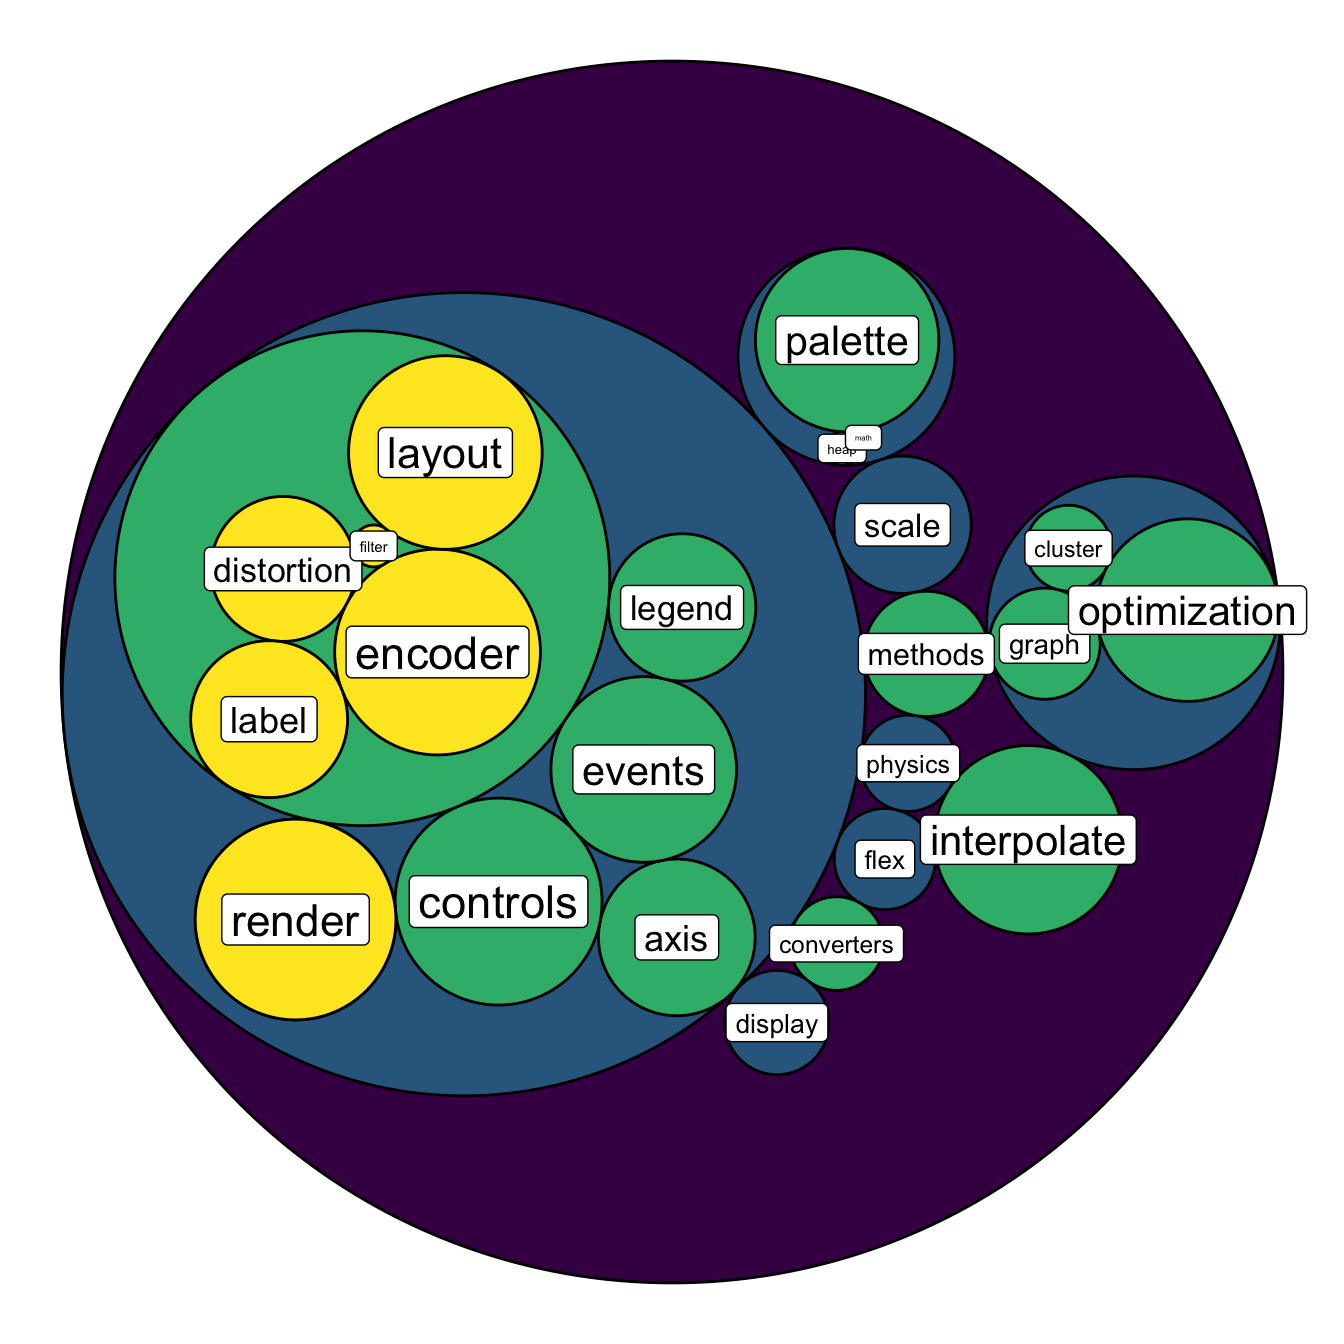 palette
math
heap
layout
scale
filter
cluster
distortion
legend
optimization
graph
encoder
methods
label
events
physics
interpolate
flex
controls
render
axis
converters
display